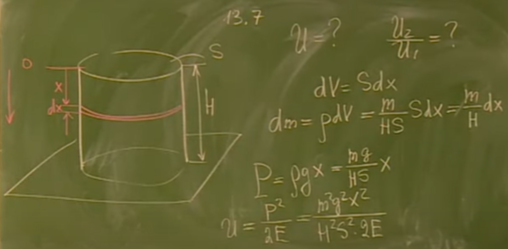 13.7
U = ? U₂/U₁ = ?
0
S
x
dx
H
dV = Sdx
dm = ρdV = m/HS Sdx = m/H dx
P = ρgx = mg/HS x
u = P²/2E = m²g²x²/H²S²·2E